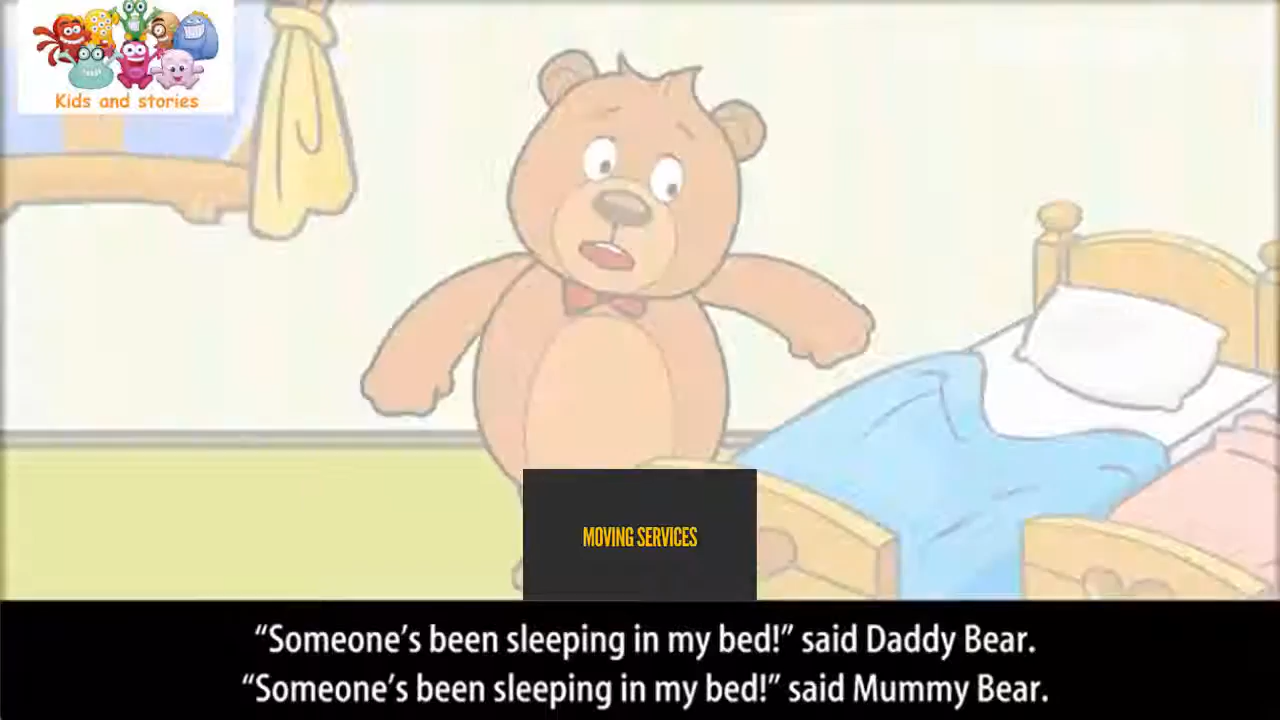 Kids and stories
MOVING SERVICES
“Someone’s been sleeping in my bed!” said Daddy Bear.
“Someone’s been sleeping in my bed!” said Mummy Bear.